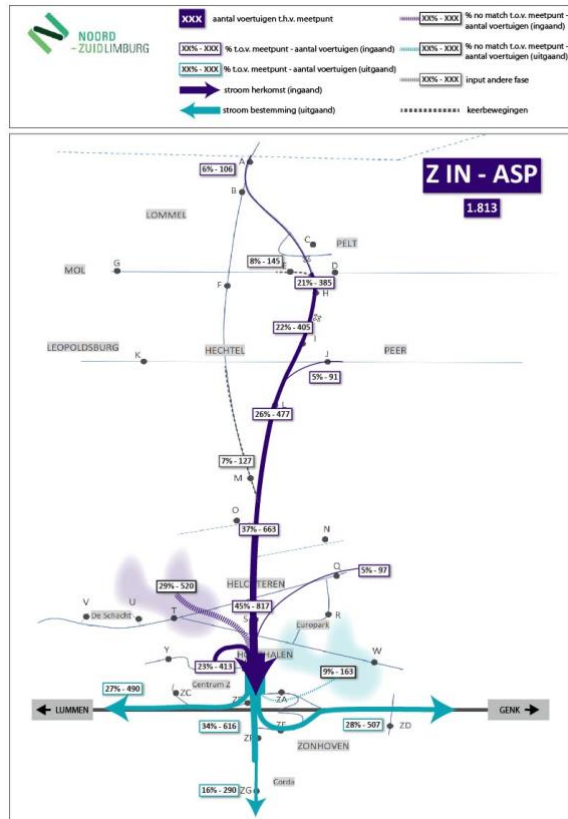 NOORD
-ZUIDLIMBURG
XXX aantal voertuigen t.h.v. meetpunt
XX% - XXX % t.o.v. meetpunt - aantal voertuigen (ingaand)
XX% - XXX % t.o.v. meetpunt - aantal voertuigen (uitgaand)
stroom herkomst (ingaand)
stroom bestemming (uitgaand)
XX% - XXX % no match t.o.v. meetpunt -
aantal voertuigen (ingaand)
XX% - XXX % no match t.o.v. meetpunt -
aantal voertuigen (uitgaand)
XX% - XXX input andere fase
keerbewegingen
Z IN - ASP
1.813
A
6% - 106
B
LOMMEL
C
PELT
8% - 145
MOL
G
E
D
F
21% - 385
H
22% - 405
I
LEOPOLDSBURG
HECHTEL
PEER
K
J
5% - 91
L
26% - 477
7% - 127
M
O
37% - 663
N
HELCHTEREN
Q
5% - 97
29% - 520
45% - 817
V
U
De Schacht
T
S
R
Europark
Y
W
23% - 413
9% - 163
Centrum Z
27% - 490
ZC
ZA
LUMMEN
GENK
34% - 616
28% - 507
ZD
ZONHOVEN
Corda
16% - 290
ZG